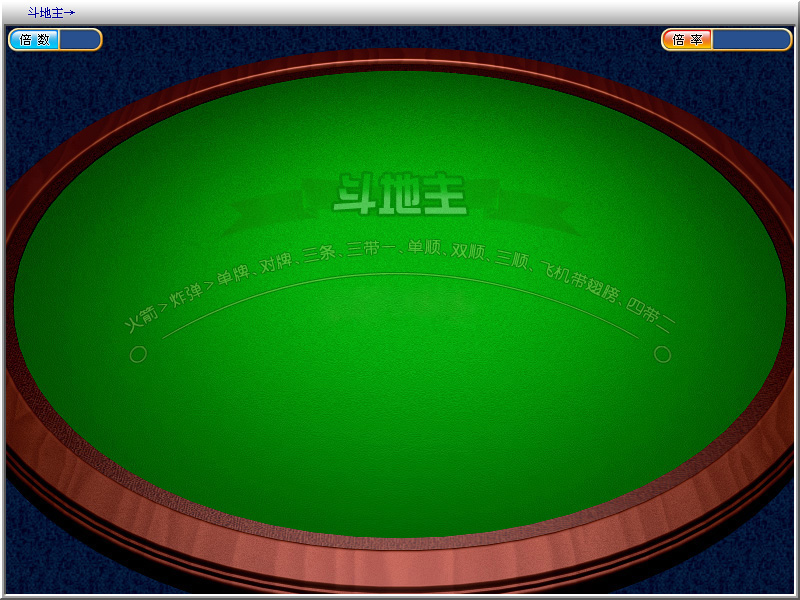 斗地主→
倍 数
倍 率
斗地主
火箭>炸弹>单牌、对牌、三条、三带一、单顺、双顺、三顺、飞机带翅膀、四带二